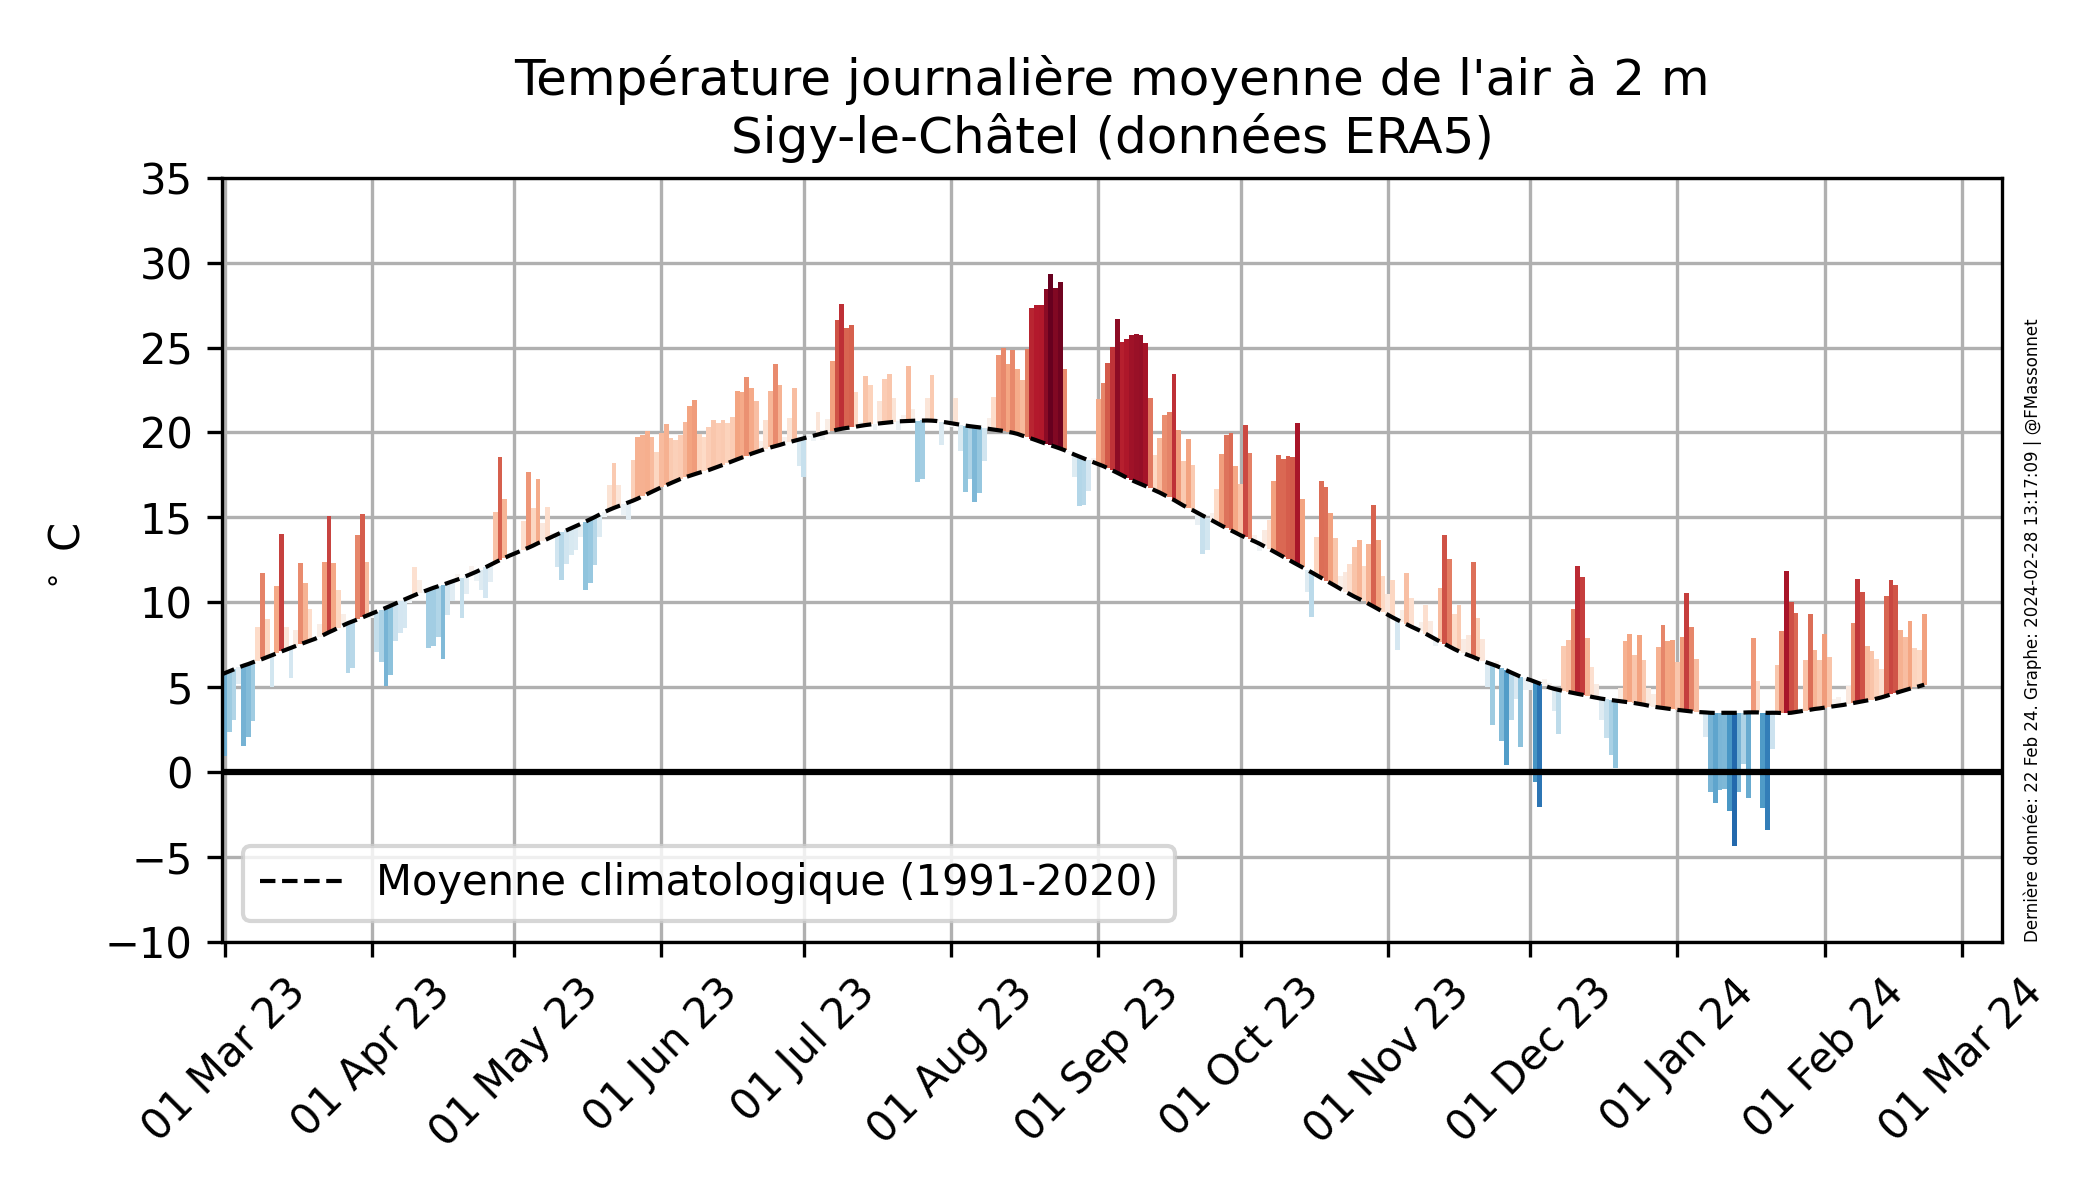 Température journalière moyenne de l'air à 2 m
Sigy-le-Châtel (données ERA5)
35
30
25
20
15
10
5
0
−5
−10
° C
Moyenne climatologique (1991-2020)
01 Mar 23
01 Apr 23
01 May 23
01 Jun 23
01 Jul 23
01 Aug 23
01 Sep 23
01 Oct 23
01 Nov 23
01 Dec 23
01 Jan 24
01 Feb 24
01 Mar 24
Dernière donnée: 22 Feb 24. Graphe: 2024-02-28 13:17:09 | @FMassonnet